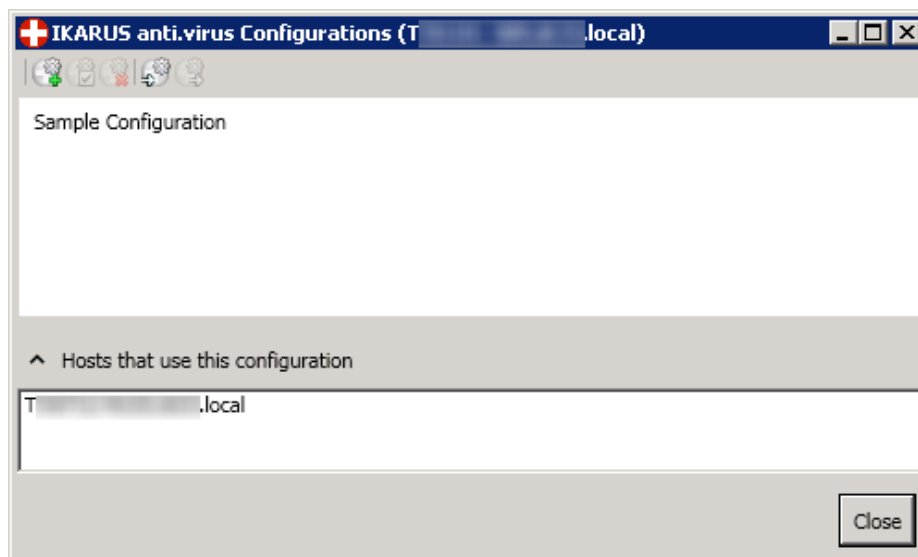 IKARUS anti.virus Configurations (T .local)
Sample Configuration
Hosts that use this configuration
T .local
Close